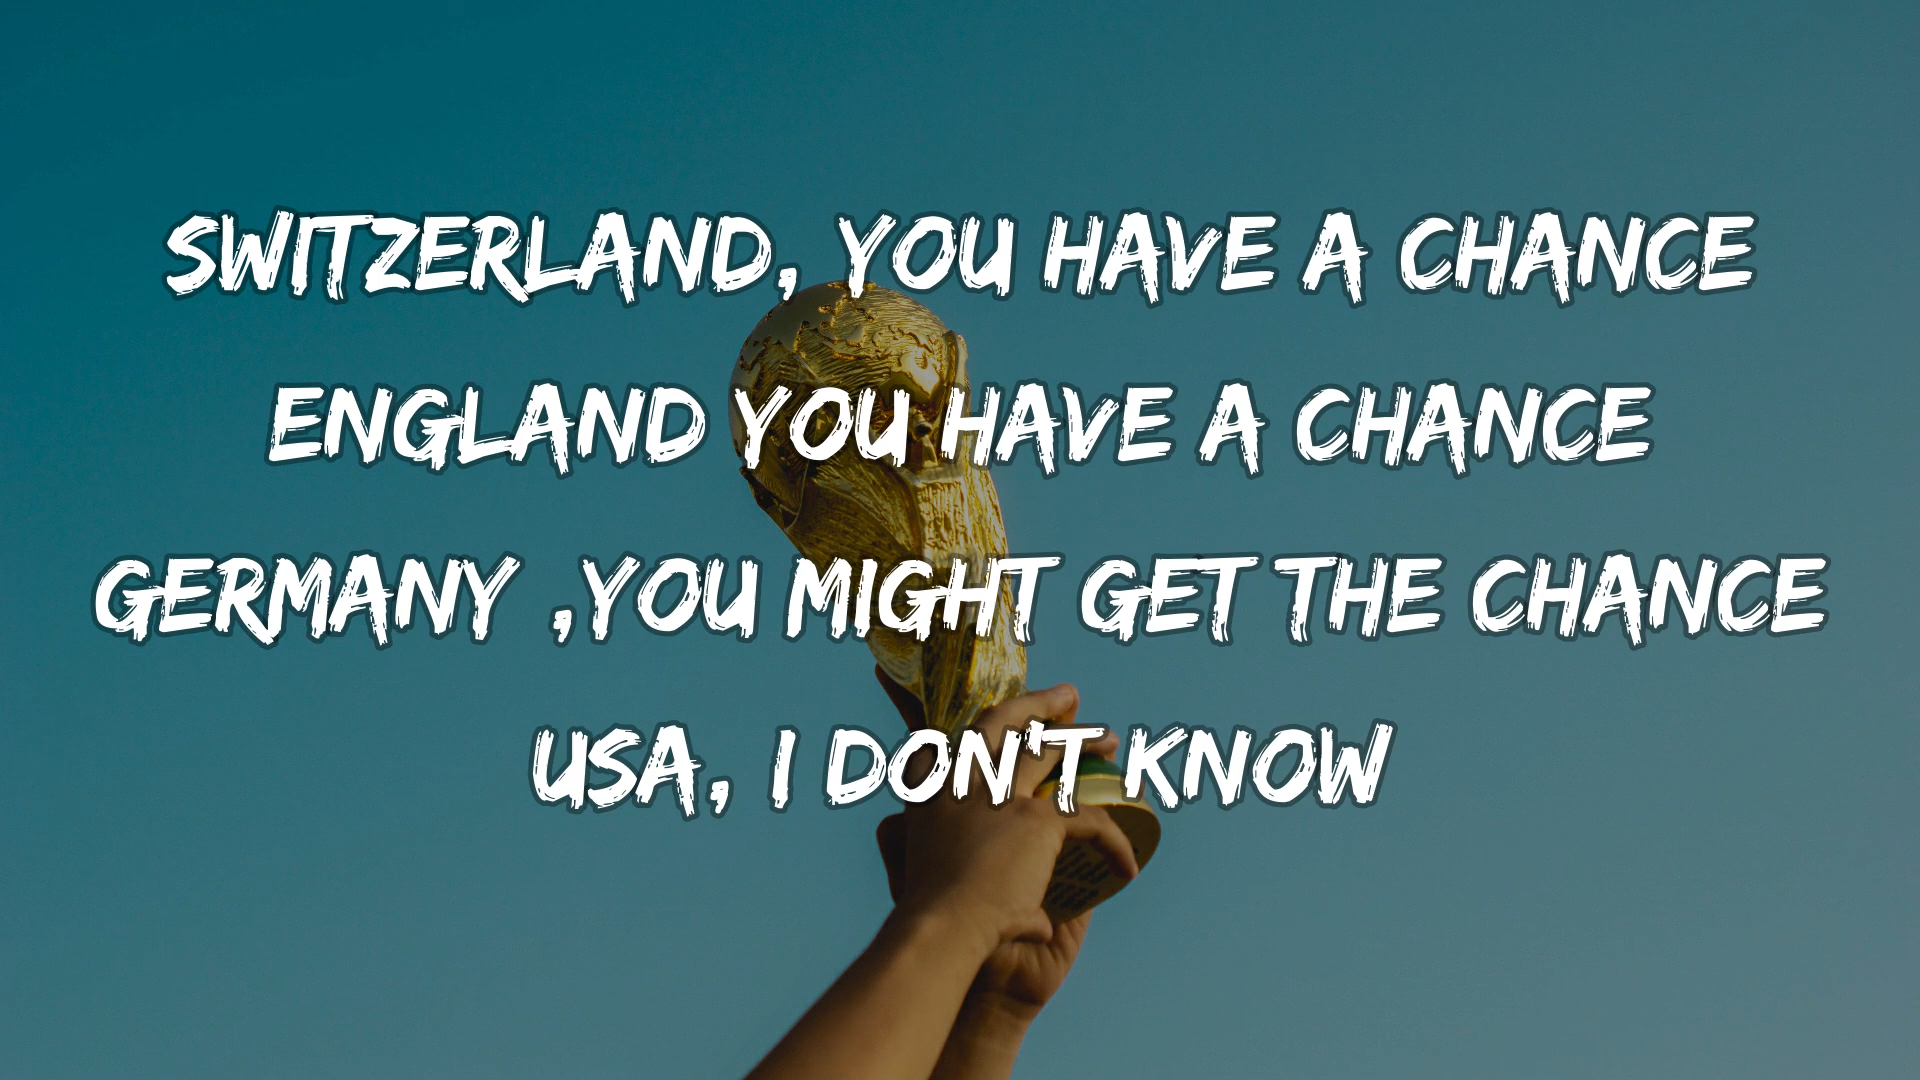 SWITZERLAND, YOU HAVE A CHANCE
ENGLAND YOU HAVE A CHANCE
GERMANY ,YOU MIGHT GET THE CHANCE
USA, I DON'T KNOW